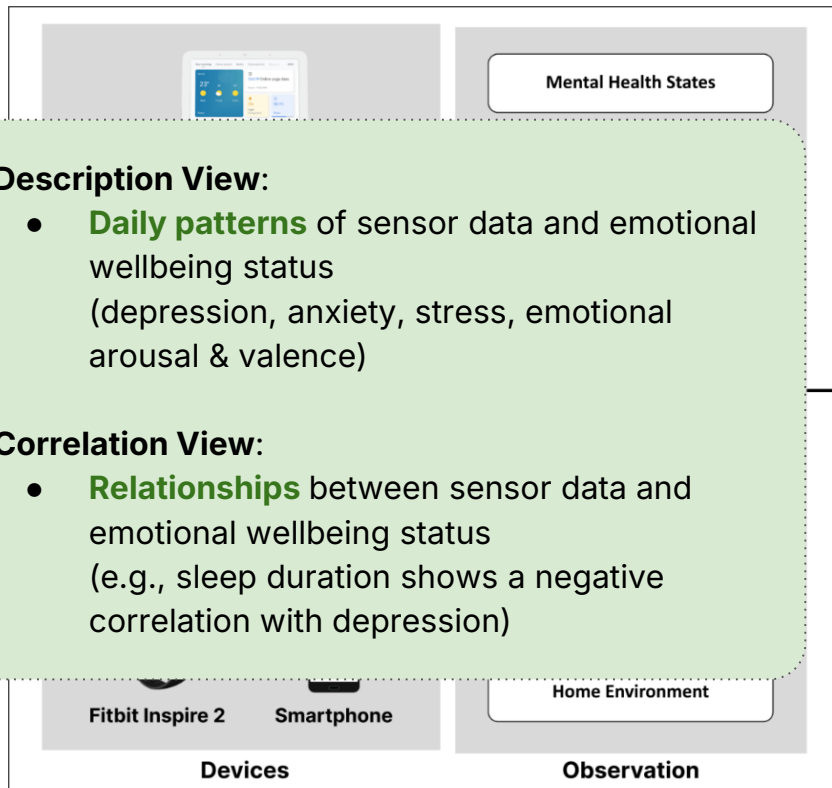 Mental Health States
Description View:
● Daily patterns of sensor data and emotional
wellbeing status
(depression, anxiety, stress, emotional
arousal & valence)
Correlation View:
● Relationships between sensor data and
emotional wellbeing status
(e.g., sleep duration shows a negative
correlation with depression)
Fitbit Inspire 2
Smartphone
Home Environment
Devices
Observation